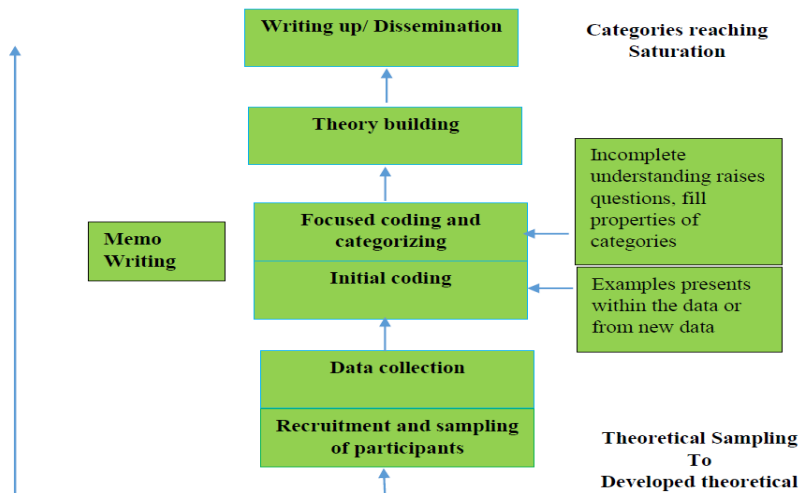 Writing up/ Dissemination
Categories reaching
Saturation
Theory building
Incomplete
understanding raises
questions, fill
properties of
categories
Focused coding and
categorizing
Memo
Writing
Initial coding
Examples presents
within the data or
from new data
Data collection
Recruitment and sampling
of participants
Theoretical Sampling
To
Developed theoretical